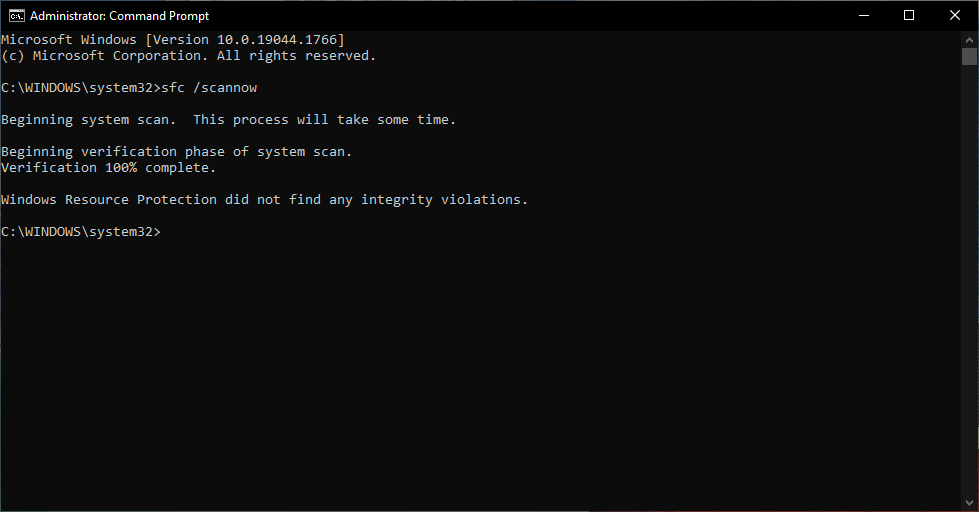 Administrator: Command Prompt
Microsoft Windows [Version 10.0.19044.1766]
(c) Microsoft Corporation. All rights reserved.
C:\WINDOWS\system32>sfc /scannow
Beginning system scan.  This process will take some time.
Beginning verification phase of system scan.
Verification 100% complete.
Windows Resource Protection did not find any integrity violations.
C:\WINDOWS\system32>